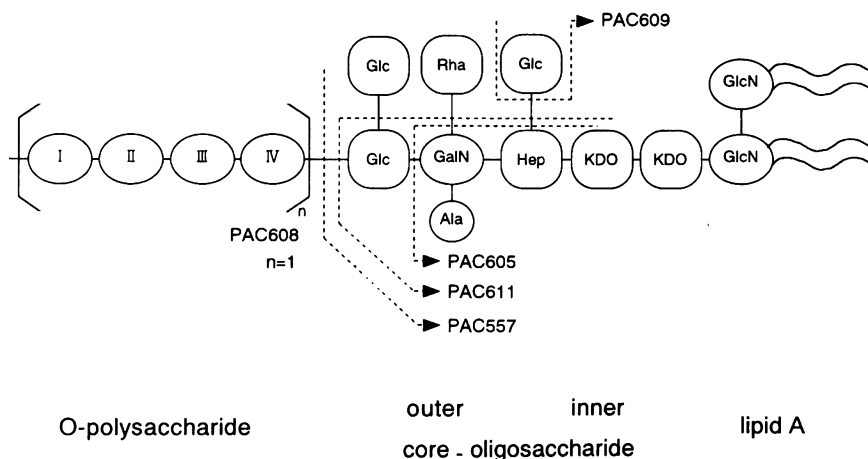 PAC609
Glc Rha Glc GlcN
I II III IV Glc GalN Hep KDO KDO GlcN
n
Ala
PAC608
n=1
PAC605
PAC611
PAC557
outer inner
O-polysaccharide lipid A
core - oligosaccharide